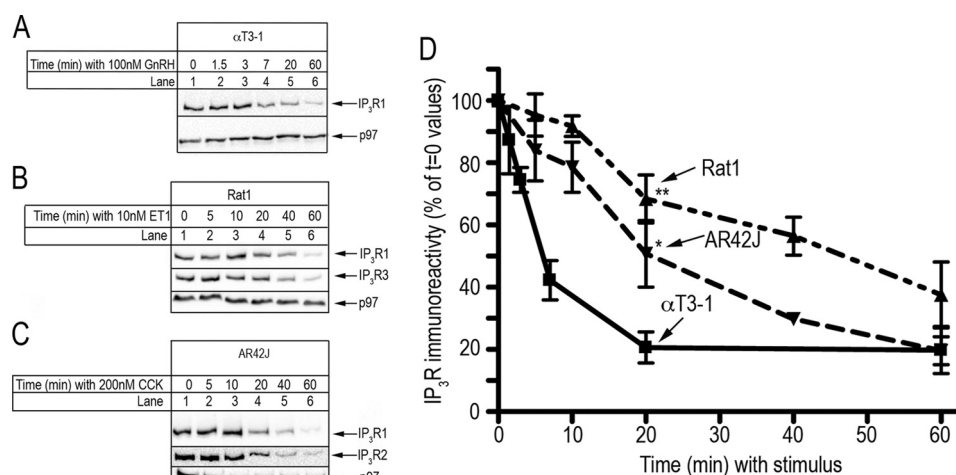 A
αT3-1
Time (min) with 100nM GnRH 0 1.5 3 7 20 60
Lane 1 2 3 4 5 6
IP3R1
p97
B
Rat1
Time (min) with 10nM ET1 0 5 10 20 40 60
Lane 1 2 3 4 5 6
IP3R1
IP3R3
p97
C
AR42J
Time (min) with 200nM CCK 0 5 10 20 40 60
Lane 1 2 3 4 5 6
IP3R1
IP3R2
p97
D
IP3R immunoreactivty (% of t=0 values)
100
80
60
40
20
0
Rat1
**
AR42J
*
αT3-1
0 10 20 30 40 50 60
Time (min) with stimulus